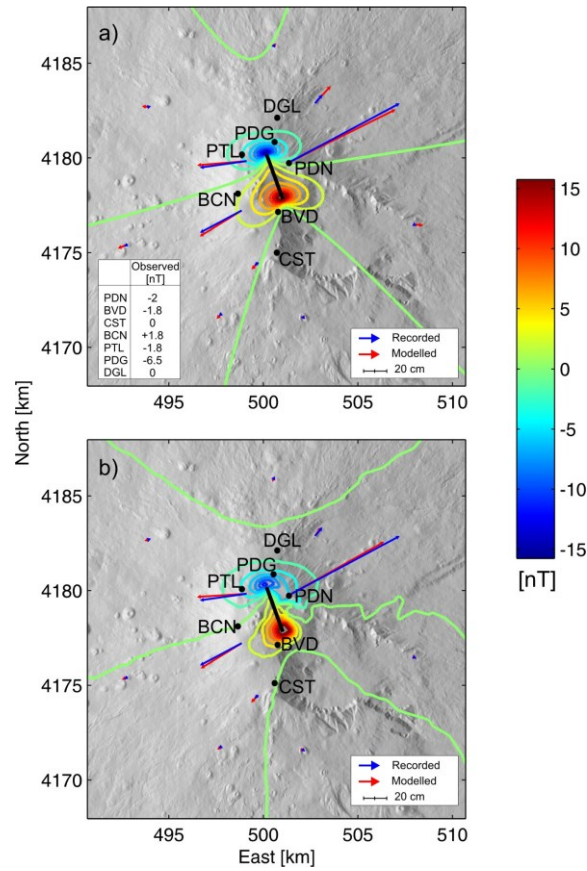 a)
4185
4180
4175
4170
North [km]
DGL
PDG
PTL
PDN
BCN
BVD
CST
Observed
[nT]
PDN -2
BVD -1.8
CST 0
BCN +1.8
PTL -1.8
PDG -6.5
DGL 0
Recorded
Modelled
20 cm
495 500 505 510
15
10
5
0
-5
-10
-15
[nT]
b)
4185
4180
4175
4170
DGL
PDG
PTL
PDN
BCN
BVD
CST
Recorded
Modelled
20 cm
495 500 505 510
East [km]